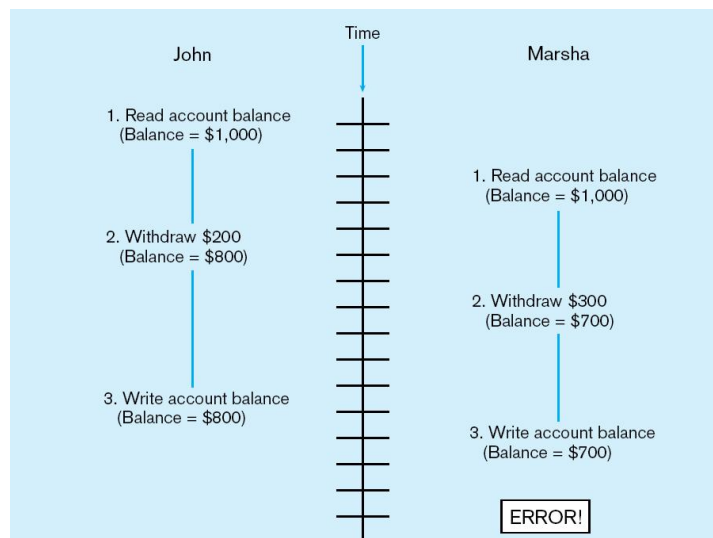 Time
John
Marsha
1. Read account balance
(Balance = $1,000)
1. Read account balance
(Balance = $1,000)
2. Withdraw $200
(Balance = $800)
2. Withdraw $300
(Balance = $700)
3. Write account balance
(Balance = $800)
3. Write account balance
(Balance = $700)
ERROR!